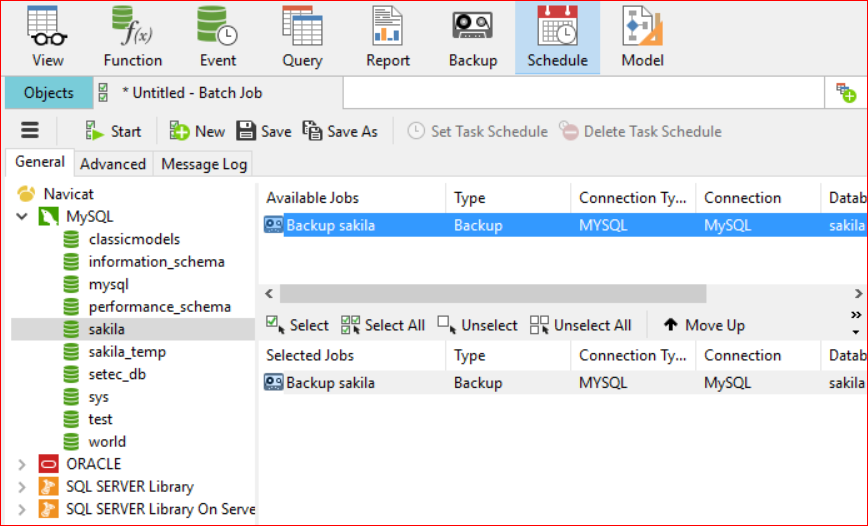 View Function Event Query Report Backup Schedule Model
f(x)
Objects * Untitled - Batch Job
Start New Save Save As Set Task Schedule Delete Task Schedule
General Advanced Message Log
Navicat
MySQL
classicmodels
information_schema
mysql
performance_schema
sakila
sakila_temp
setec_db
sys
test
world
ORACLE
SQL SERVER Library
SQL SERVER Library On Serve
Available Jobs Type Connection Ty... Connection Datab
Backup sakila Backup MYSQL MySQL sakila
Select Select All Unselect Unselect All Move Up
Selected Jobs Type Connection Ty... Connection Datab
Backup sakila Backup MYSQL MySQL sakila